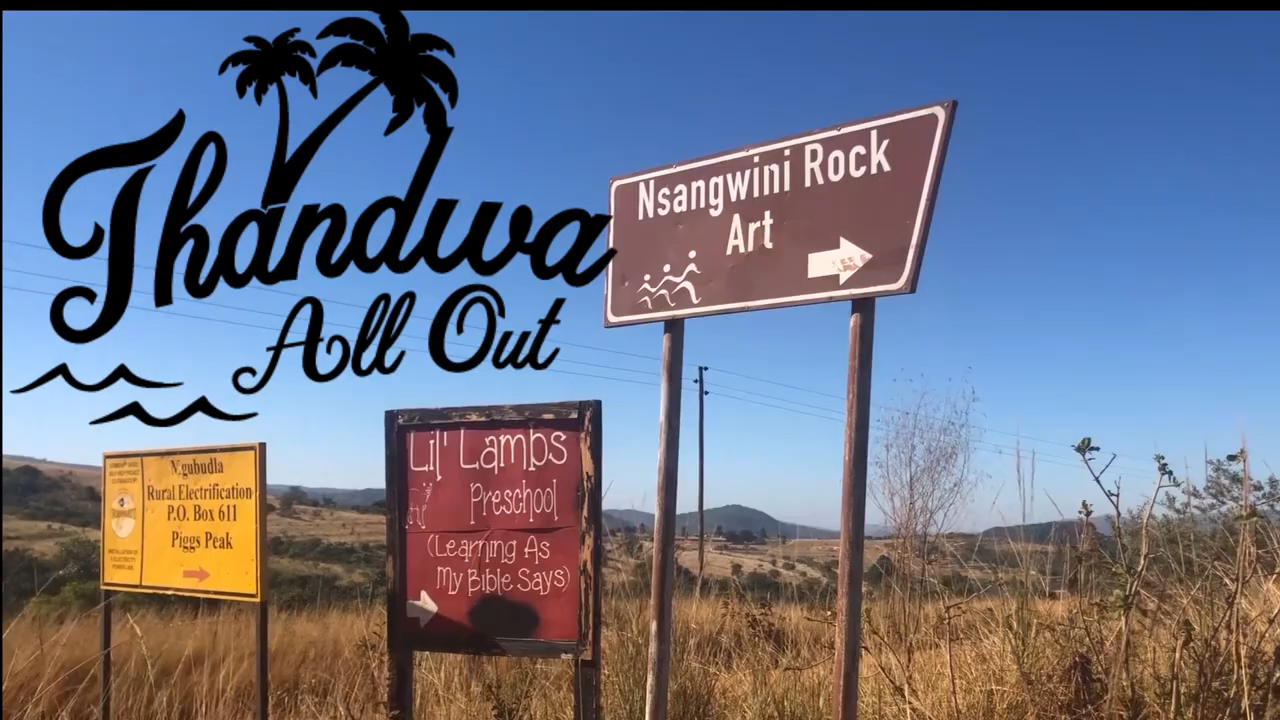 Thandwa
All Out
Nsangwini Rock
Art
Lil' Lambs
Preschool
(Learning As
My Bible Says)
Ngubudla
Rural Electrification
P.O. Box 611
Piggs Peak